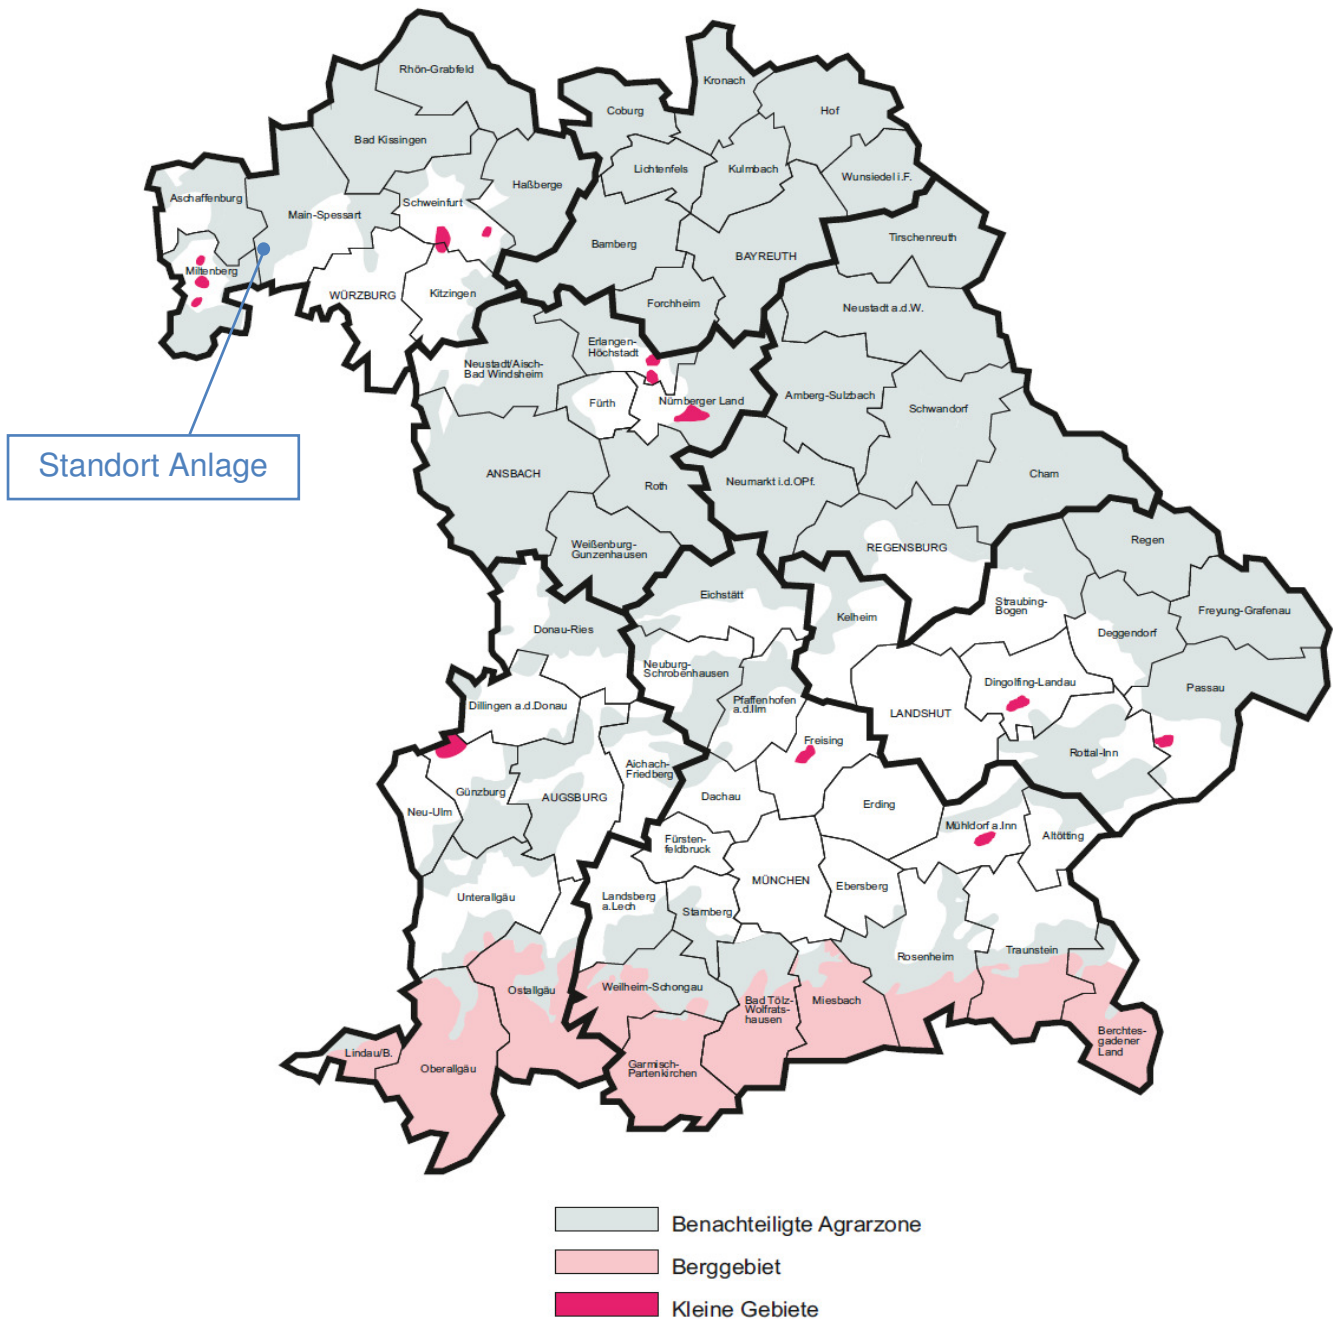 Rhön-Grabfeld
Kronach
Coburg
Hof
Bad Kissingen
Lichtenfels
Kulmbach
Wunsiedel i.F.
Haßberge
Aschaffenburg
Schweinfurt
Main-Spessart
Bamberg
Tirschenreuth
BAYREUTH
Miltenberg
WÜRZBURG
Kitzingen
Forchheim
Neustadt a.d.W.
Erlangen-
Höchstadt
Neustadt/Aisch-
Bad Windsheim
Fürth
Nürnberger Land
Amberg-Sulzbach
Schwandorf
Standort Anlage
ANSBACH
Roth
Neumarkt i.d.OPf.
Cham
Weißenburg-
Gunzenhausen
REGENSBURG
Regen
Eichstätt
Kelheim
Straubing-
Bogen
Freyung-Grafenau
Donau-Ries
Deggendorf
Neuburg-
Schrobenhausen
Dingolfing-Landau
Passau
Pfaffenhofen
a.d.Ilm
Dillingen a.d.Donau
LANDSHUT
Freising
Rottal-Inn
Aichach-
Friedberg
Günzburg
AUGSBURG
Dachau
Erding
Neu-Ulm
Mühldorf a.Inn
Altötting
Fürsten-
feldbruck
MÜNCHEN
Ebersberg
Unterallgäu
Landsberg
a.Lech
Starnberg
Rosenheim
Traunstein
Ostallgäu
Weilheim-Schongau
Bad Tölz-
Wolfrats-
hausen
Miesbach
Berchtes-
gadener
Land
Lindau/B.
Oberallgäu
Garmisch-
Partenkirchen
Benachteiligte Agrarzone
Berggebiet
Kleine Gebiete